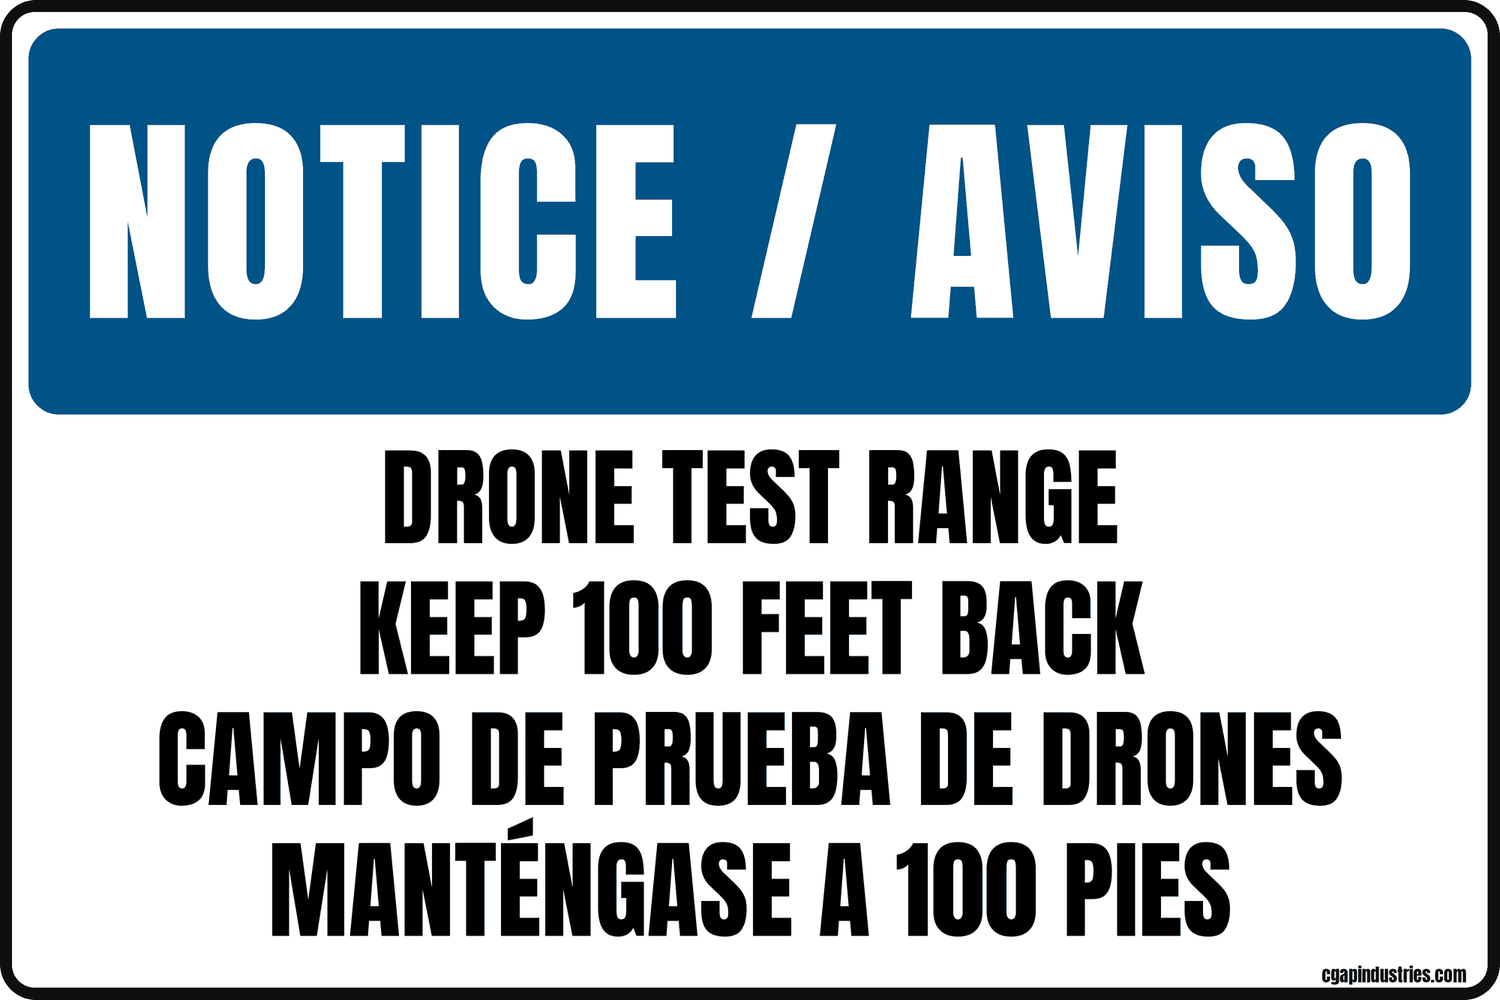 NOTICE / AVISO
DRONE TEST RANGE
KEEP 100 FEET BACK
CAMPO DE PRUEBA DE DRONES
MANTÉNGASE A 100 PIES
cgapindustries.com